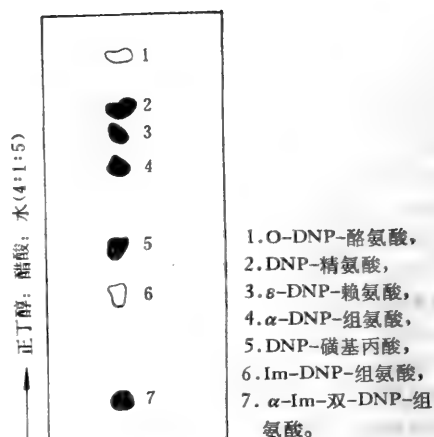 正丁醇：醋酸：水(4:1:5)
1
2
3
4
5
6
7
1.O-DNP-酪氨酸，
2.DNP-精氨酸，
3.ε-DNP-赖氨酸，
4.α-DNP-组氨酸，
5.DNP-磺基丙酸，
6.Im-DNP-组氨酸，
7.α-Im-双-DNP-组
氨酸。